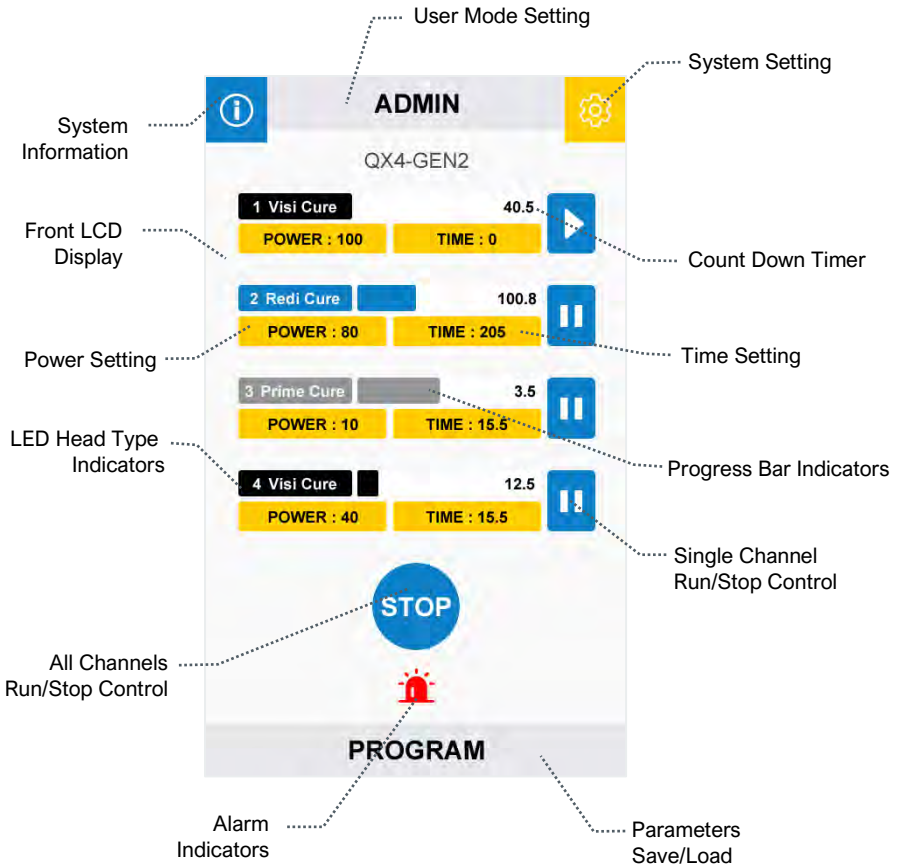 User Mode Setting
System Setting
ADMIN
System
Information
QX4-GEN2
1 Visi Cure
40.5
Front LCD
Display
POWER : 100
TIME : 0
Count Down Timer
2 Redi Cure
100.8
Power Setting
POWER : 80
TIME : 205
Time Setting
3 Prime Cure
3.5
POWER : 10
TIME : 15.5
LED Head Type
Indicators
Progress Bar Indicators
4 Visi Cure
12.5
POWER : 40
TIME : 15.5
Single Channel
Run/Stop Control
STOP
All Channels
Run/Stop Control
PROGRAM
Alarm
Indicators
Parameters
Save/Load